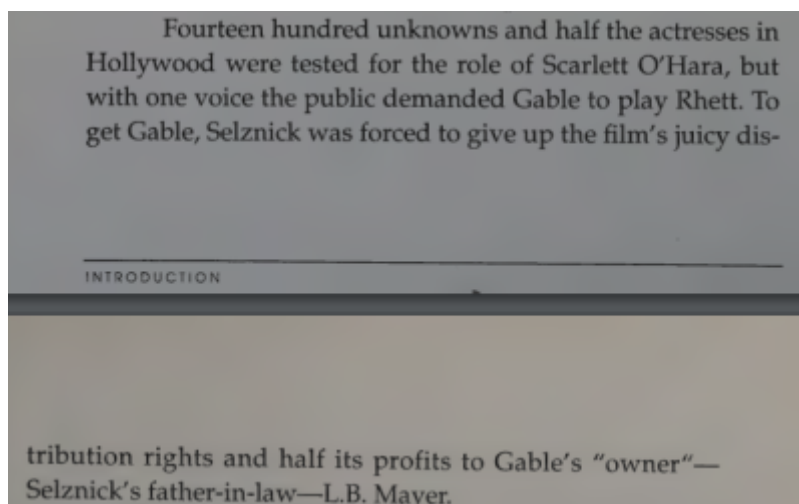 Fourteen hundred unknowns and half the actresses in
Hollywood were tested for the role of Scarlett O'Hara, but
with one voice the public demanded Gable to play Rhett. To
get Gable, Selznick was forced to give up the film's juicy dis-
INTRODUCTION
tribution rights and half its profits to Gable's “owner“—
Selznick's father-in-law—L.B. Mayer.